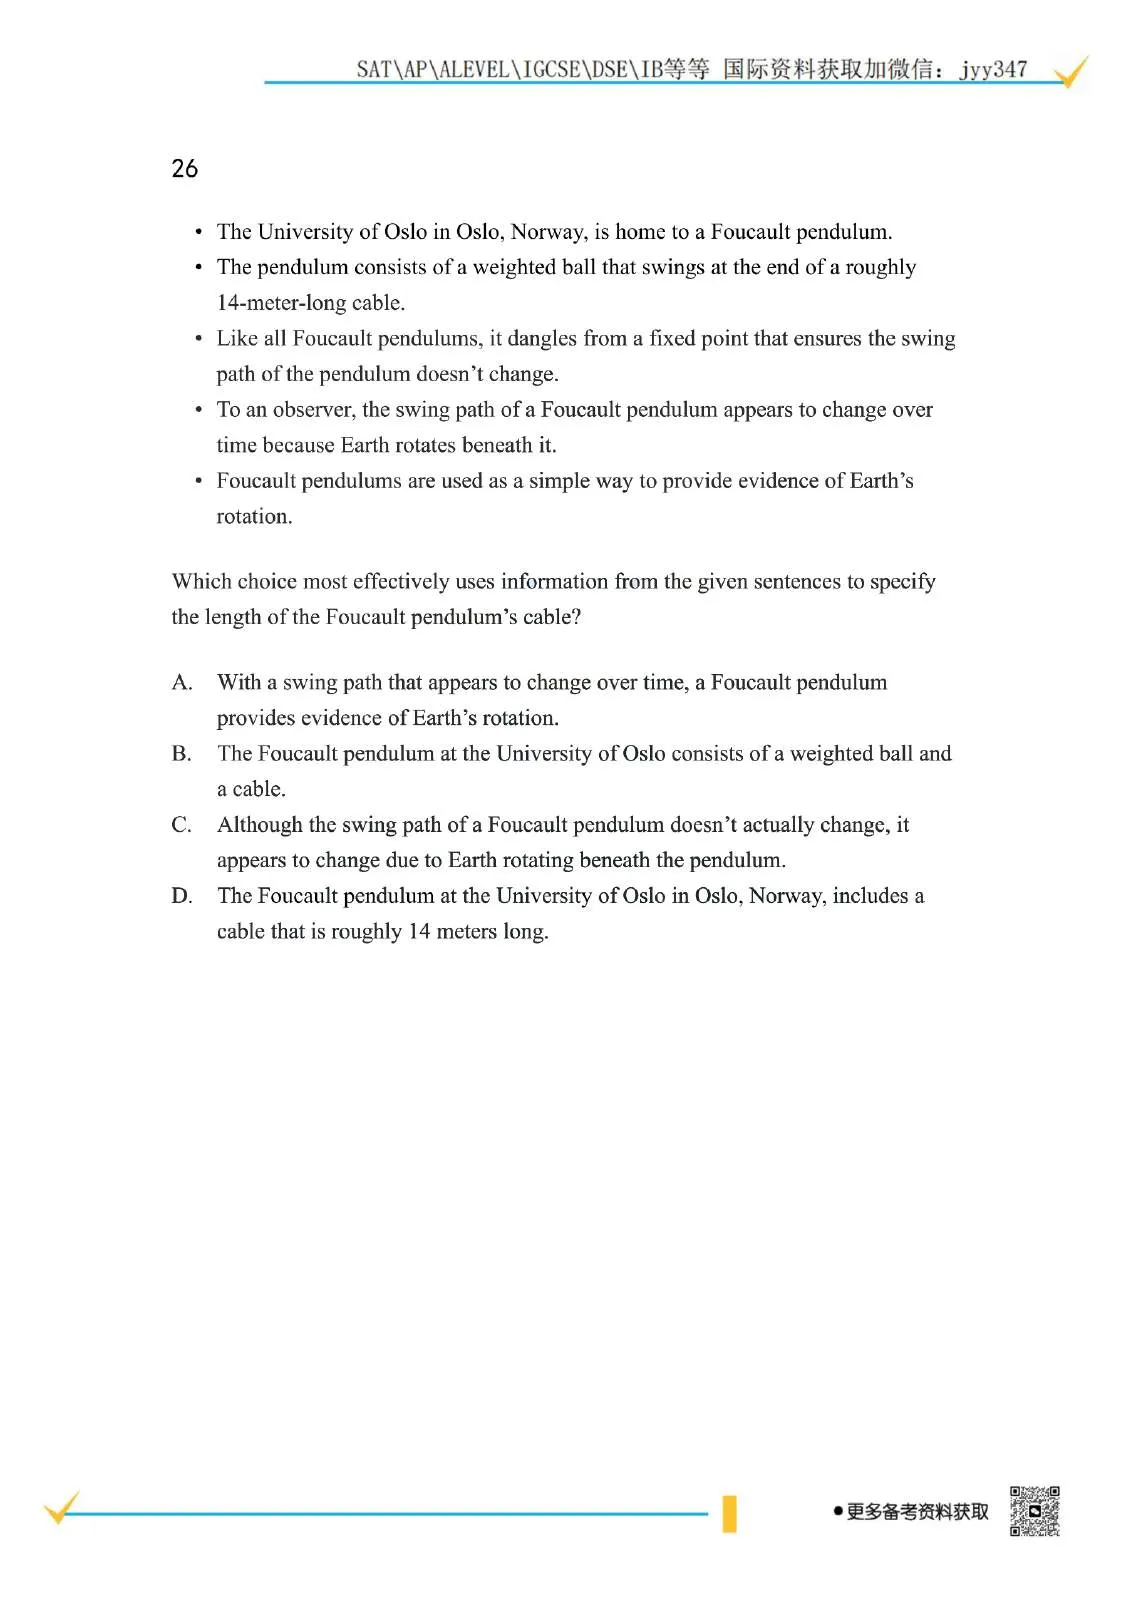 SAT\AP\ALEVEL\IGCSE\DSE\IB等等 国际资料获取加微信：jyy347
26
• The University of Oslo in Oslo, Norway, is home to a Foucault pendulum.
• The pendulum consists of a weighted ball that swings at the end of a roughly
14-meter-long cable.
• Like all Foucault pendulums, it dangles from a fixed point that ensures the swing
path of the pendulum doesn’t change.
• To an observer, the swing path of a Foucault pendulum appears to change over
time because Earth rotates beneath it.
• Foucault pendulums are used as a simple way to provide evidence of Earth’s
rotation.
Which choice most effectively uses information from the given sentences to specify
the length of the Foucault pendulum’s cable?
A. With a swing path that appears to change over time, a Foucault pendulum
provides evidence of Earth’s rotation.
B. The Foucault pendulum at the University of Oslo consists of a weighted ball and
a cable.
C. Although the swing path of a Foucault pendulum doesn’t actually change, it
appears to change due to Earth rotating beneath the pendulum.
D. The Foucault pendulum at the University of Oslo in Oslo, Norway, includes a
cable that is roughly 14 meters long.
•更多备考资料获取